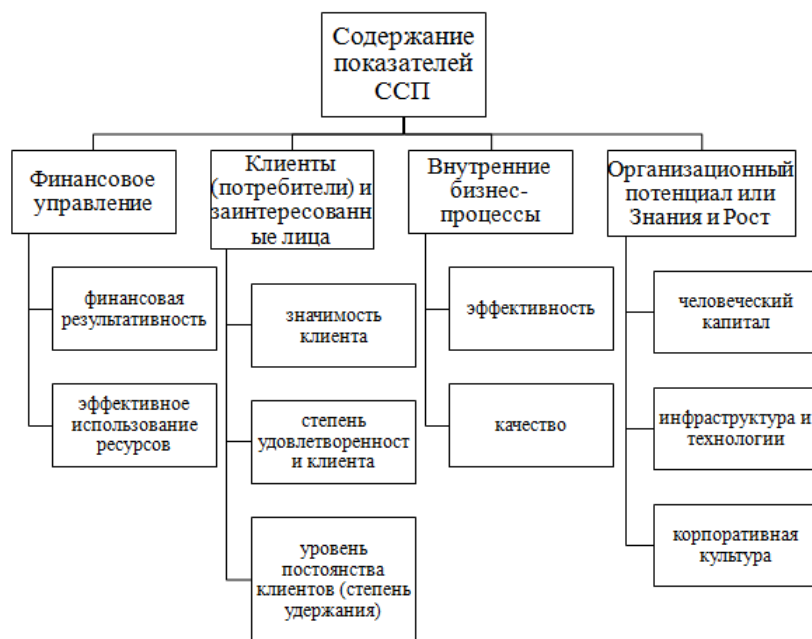 Содержание
показателей
ССП
Финансовое
управление
Клиенты
(потребители) и
заинтересованн
ые лица
Внутренние
бизнес-
процессы
Организационный
потенциал или
Знания и Рост
финансовая
результативность
эффективное
использование
ресурсов
значимость
клиента
степень
удовлетворенност
и клиента
уровень
постоянства
клиентов (степень
удержания)
эффективность
качество
человеческий
капитал
инфраструктура и
технологии
корпоративная
культура